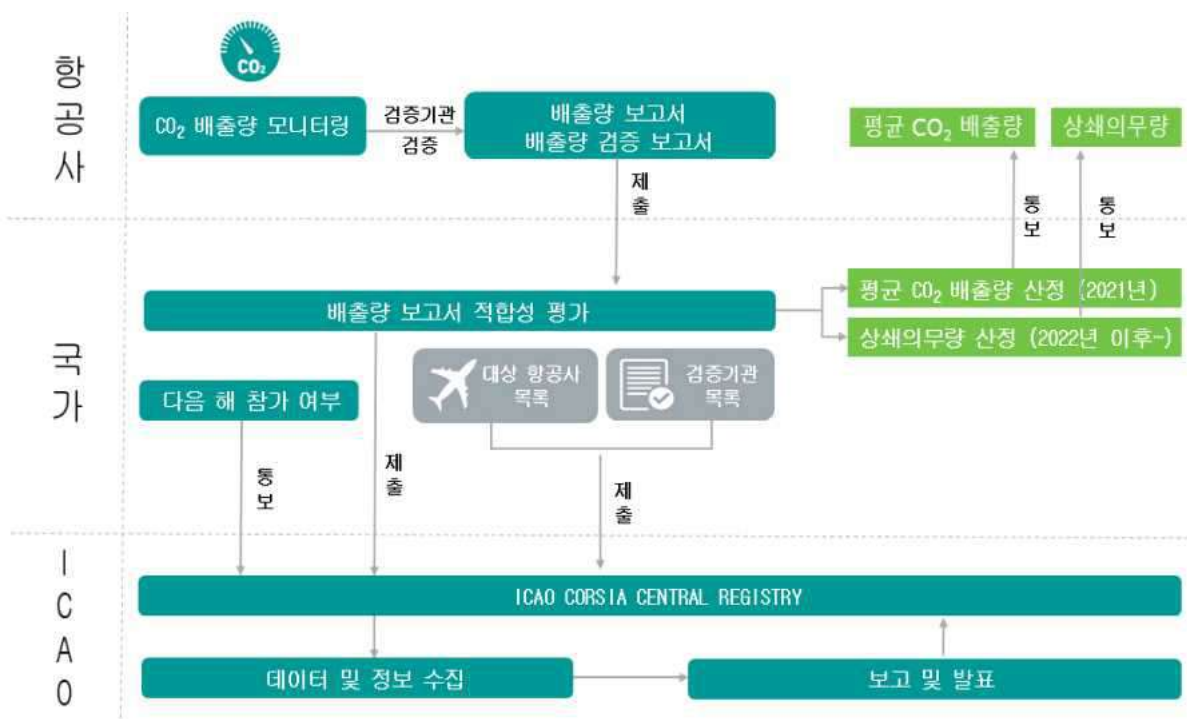 항공사
CO₂
CO₂ 배출량 모니터링
검증기관
검증
배출량 보고서
배출량 검증 보고서
평균 CO₂ 배출량
상쇄의무량
제출
통보
통보
국가
배출량 보고서 적합성 평가
평균 CO₂ 배출량 산정 (2021년)
상쇄의무량 산정 (2022년 이후~)
다음 해 참가 여부
대상 항공사
목록
검증기관
목록
통보
제출
제출
ICAO
ICAO CORSIA CENTRAL REGISTRY
데이터 및 정보 수집
보고 및 발표